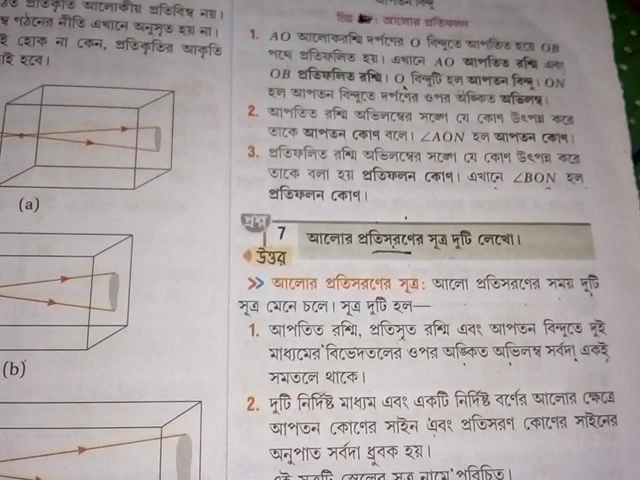 প্রতিকৃতি আলোকীয় প্রতিবিম্ব নয়।
গঠনের নীতি এখানে অনুসৃত হয় না।
হোক না কেন, প্রতিকৃতির আকৃতি
হবে।
(a)
(b)
আপতন বিন্দু
চিত্র : আলোর প্রতিফলন
1. AO আলোকরশ্মি দর্পণের O বিন্দুতে আপতিত হয়ে OB
পথে প্রতিফলিত হয়। এখানে AO আপতিত রশ্মি এবং
OB প্রতিফলিত রশ্মি। O বিন্দুটি হল আপতন বিন্দু। ON
হল আপতন বিন্দুতে দর্পণের ওপর অঙ্কিত অভিলম্ব।
2. আপতিত রশ্মি অভিলম্বের সঙ্গে যে কোণ উৎপন্ন করে
তাকে আপতন কোণ বলে। ∠AON হল আপতন কোণ।
3. প্রতিফলিত রশ্মি অভিলম্বের সঙ্গে যে কোণ উৎপন্ন করে
তাকে বলা হয় প্রতিফলন কোণ। এখানে ∠BON হল
প্রতিফলন কোণ।
প্রশ্ন 7 আলোর প্রতিসরণের সূত্র দুটি লেখো।
উত্তর
আলোর প্রতিসরণের সূত্র: আলো প্রতিসরণের সময় দুটি
সূত্র মেনে চলে। সূত্র দুটি হল—
1. আপতিত রশ্মি, প্রতিসৃত রশ্মি এবং আপতন বিন্দুতে দুই
মাধ্যমের বিভেদতলের ওপর অঙ্কিত অভিলম্ব সর্বদা একই
সমতলে থাকে।
2. দুটি নির্দিষ্ট মাধ্যম এবং একটি নির্দিষ্ট বর্ণের আলোর ক্ষেত্রে
আপতন কোণের সাইন এবং প্রতিসরণ কোণের সাইনের
অনুপাত সর্বদা ধ্রুবক হয়।
এই সূত্রটি স্নেলের সূত্র নামে পরিচিত।